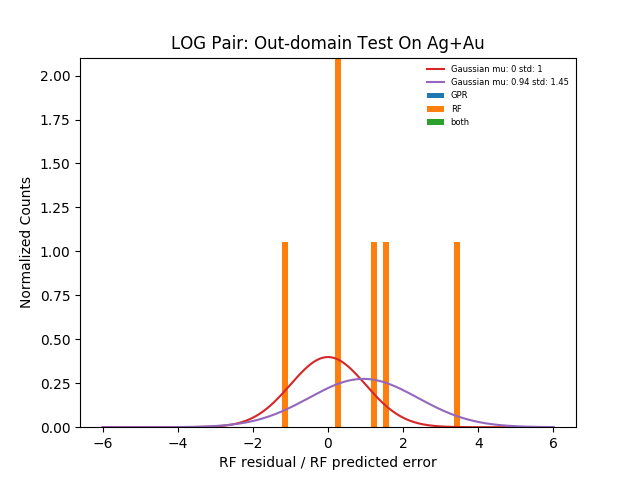 LOG Pair: Out-domain Test On Ag+Au
Gaussian mu: 0 std: 1
Gaussian mu: 0.94 std: 1.45
GPR
RF
both
Normalized Counts
2.00
1.75
1.50
1.25
1.00
0.75
0.50
0.25
0.00
−6
−4
−2
0
2
4
6
RF residual / RF predicted error